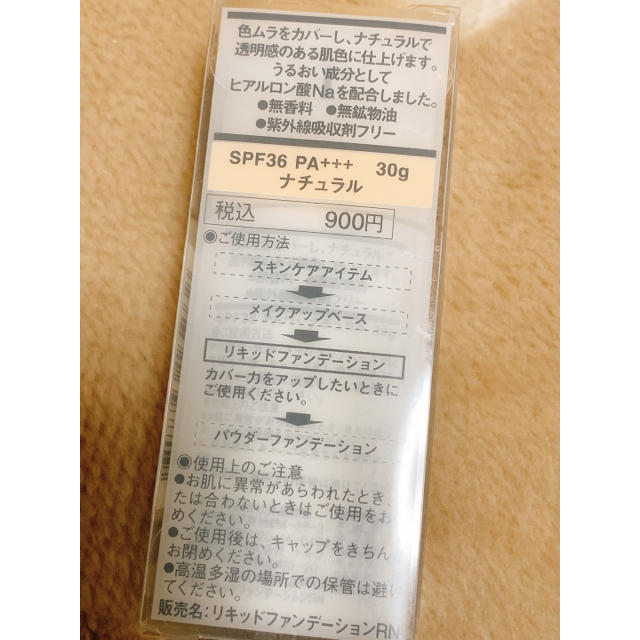 色ムラをカバーし、ナチュラルで
透明感のある肌色に仕上げます。
うるおい成分として
ヒアルロン酸Naを配合しました。
●無香料 ●無鉱物油
●紫外線吸収剤フリー
SPF36 PA+++ 30g
ナチュラル
税込 900円
◉ご使用方法
スキンケアアイテム
メイクアップベース
リキッドファンデーション
カバー力をアップしたいときに
ご使用ください。
パウダーファンデーション
◉使用上のご注意
●お肌に異常があらわれたとき、
たは合わないときはご使用をお
めください。
●ご使用後は、キャップをきちん
お閉めください。
●高温多湿の場所での保管は避け
てください。
販売名:リキッドファンデーションRN